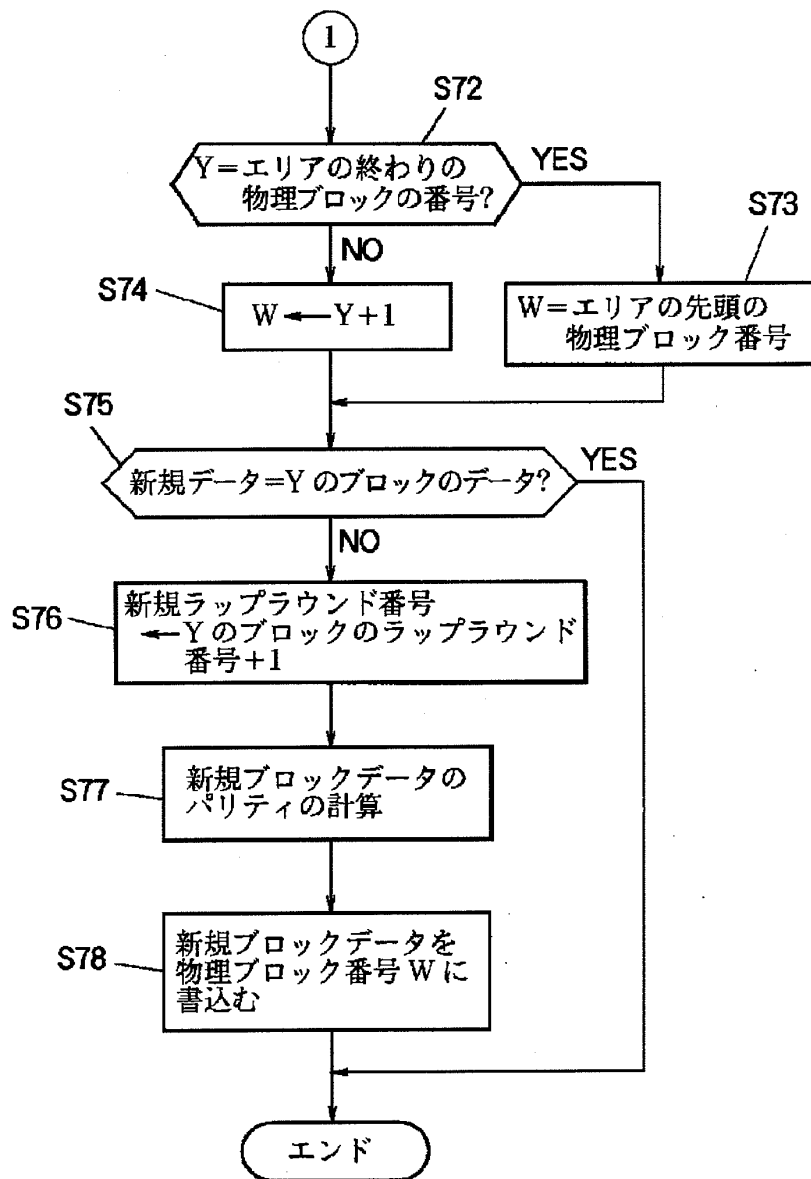 1
S72
Y=エリアの終わりの
物理ブロックの番号?
YES
NO
S73
W=エリアの先頭の
物理ブロック番号
S74
W←Y+1
S75
新規データ=Yのブロックのデータ?
YES
NO
S76
新規ラップラウンド番号
←Yのブロックのラップラウンド
番号+1
S77
新規ブロックデータの
パリティの計算
S78
新規ブロックデータを
物理ブロック番号Wに
書込む
エンド